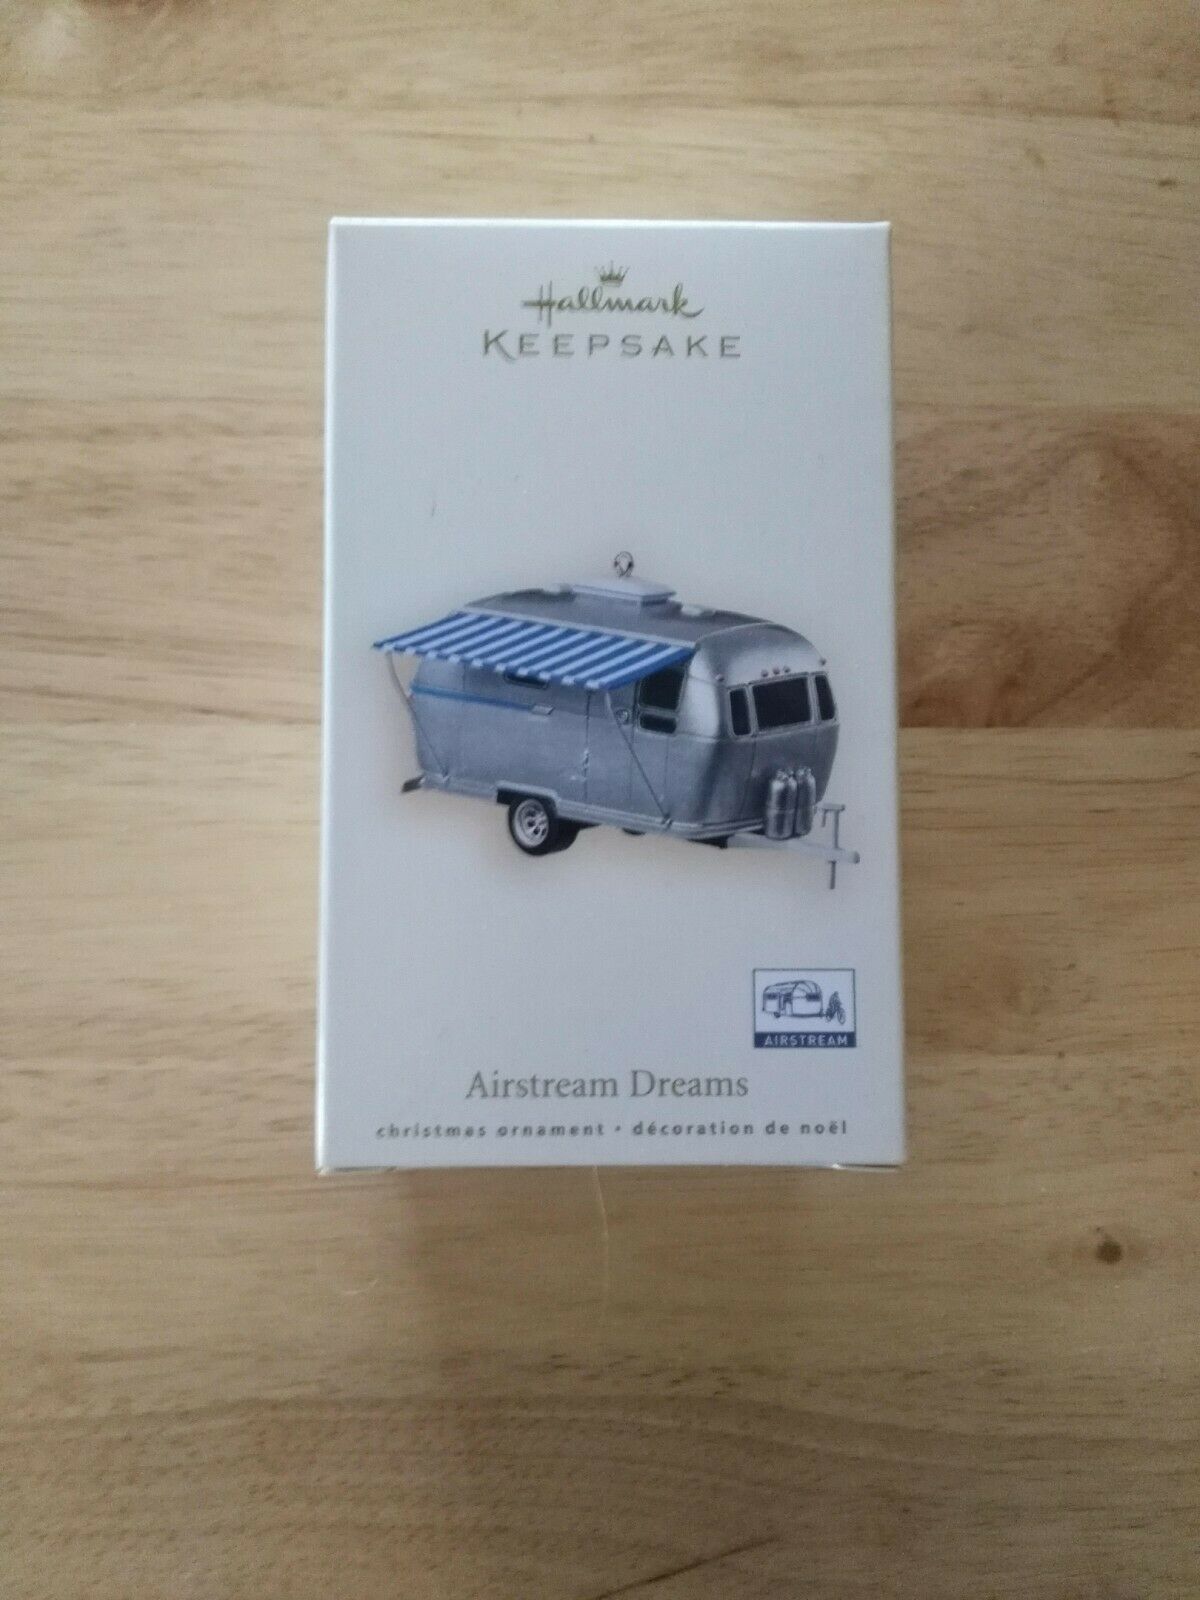 Hallmark
KEEPSAKE
AIRSTREAM
Airstream Dreams
christmas ornament • décoration de noël